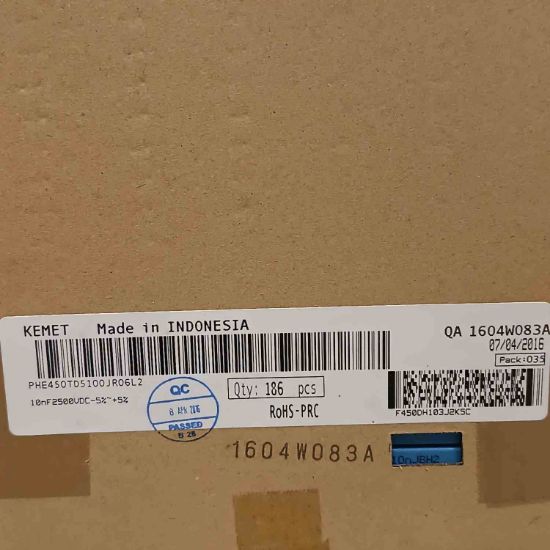 KEMET Made in INDONESIA
QA 1604W083A
07/04/2016
Pack:035
PHE450TD5100JR06L2
10nF2500VDC-5%~+5%
QC
PASSED
Qty: 186 pcs
RoHS-PRC
F450DH103J2K5C
1604W083A
10nJBH2